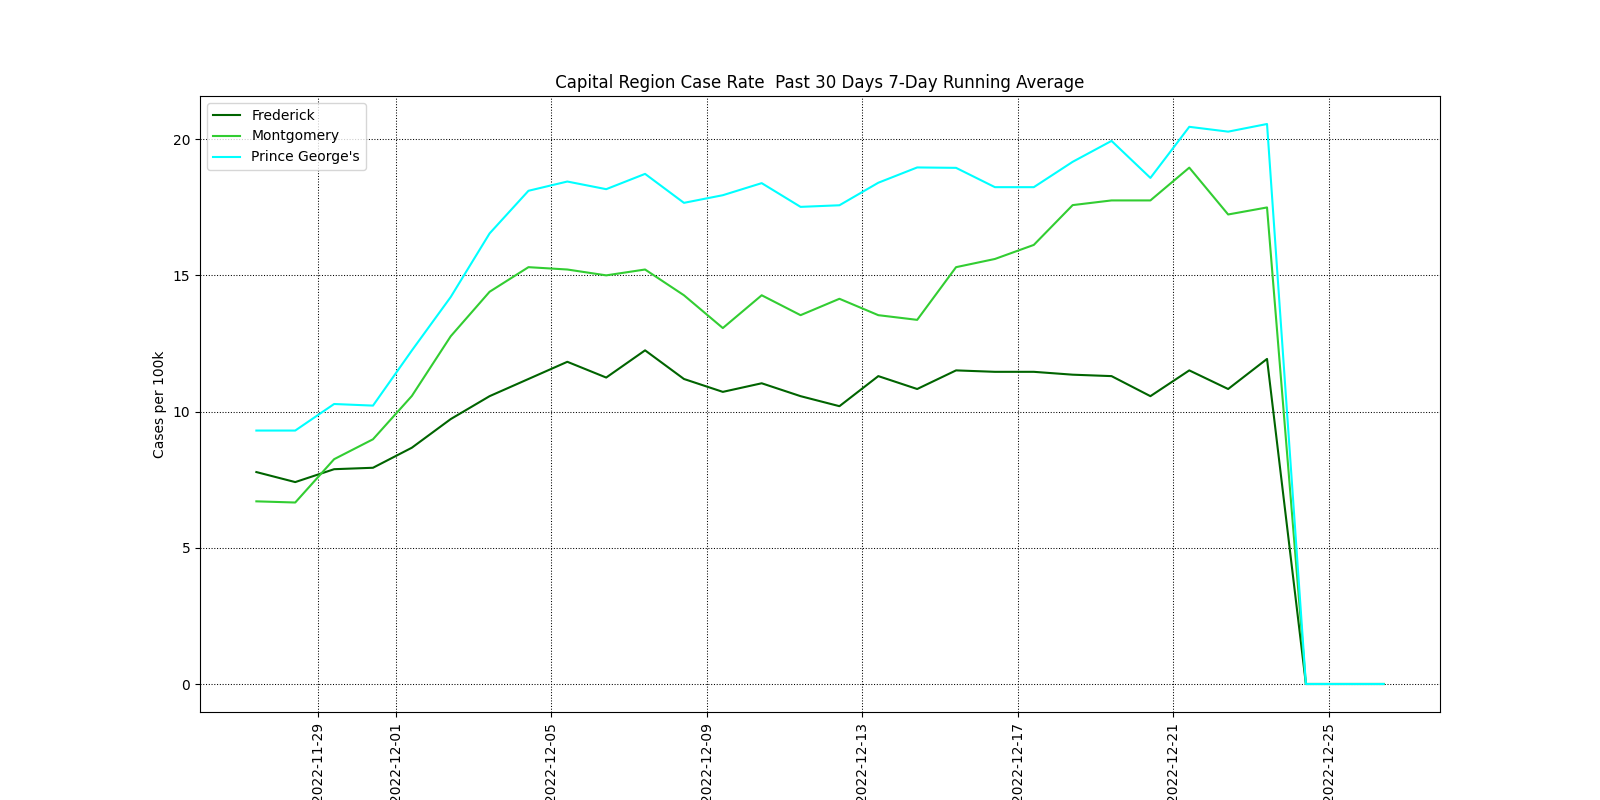 Capital Region Case Rate  Past 30 Days 7-Day Running Average
Frederick
Montgomery
Prince George's
Cases per 100k
20
15
10
5
0
2022-11-29
2022-12-01
2022-12-05
2022-12-09
2022-12-13
2022-12-17
2022-12-21
2022-12-25